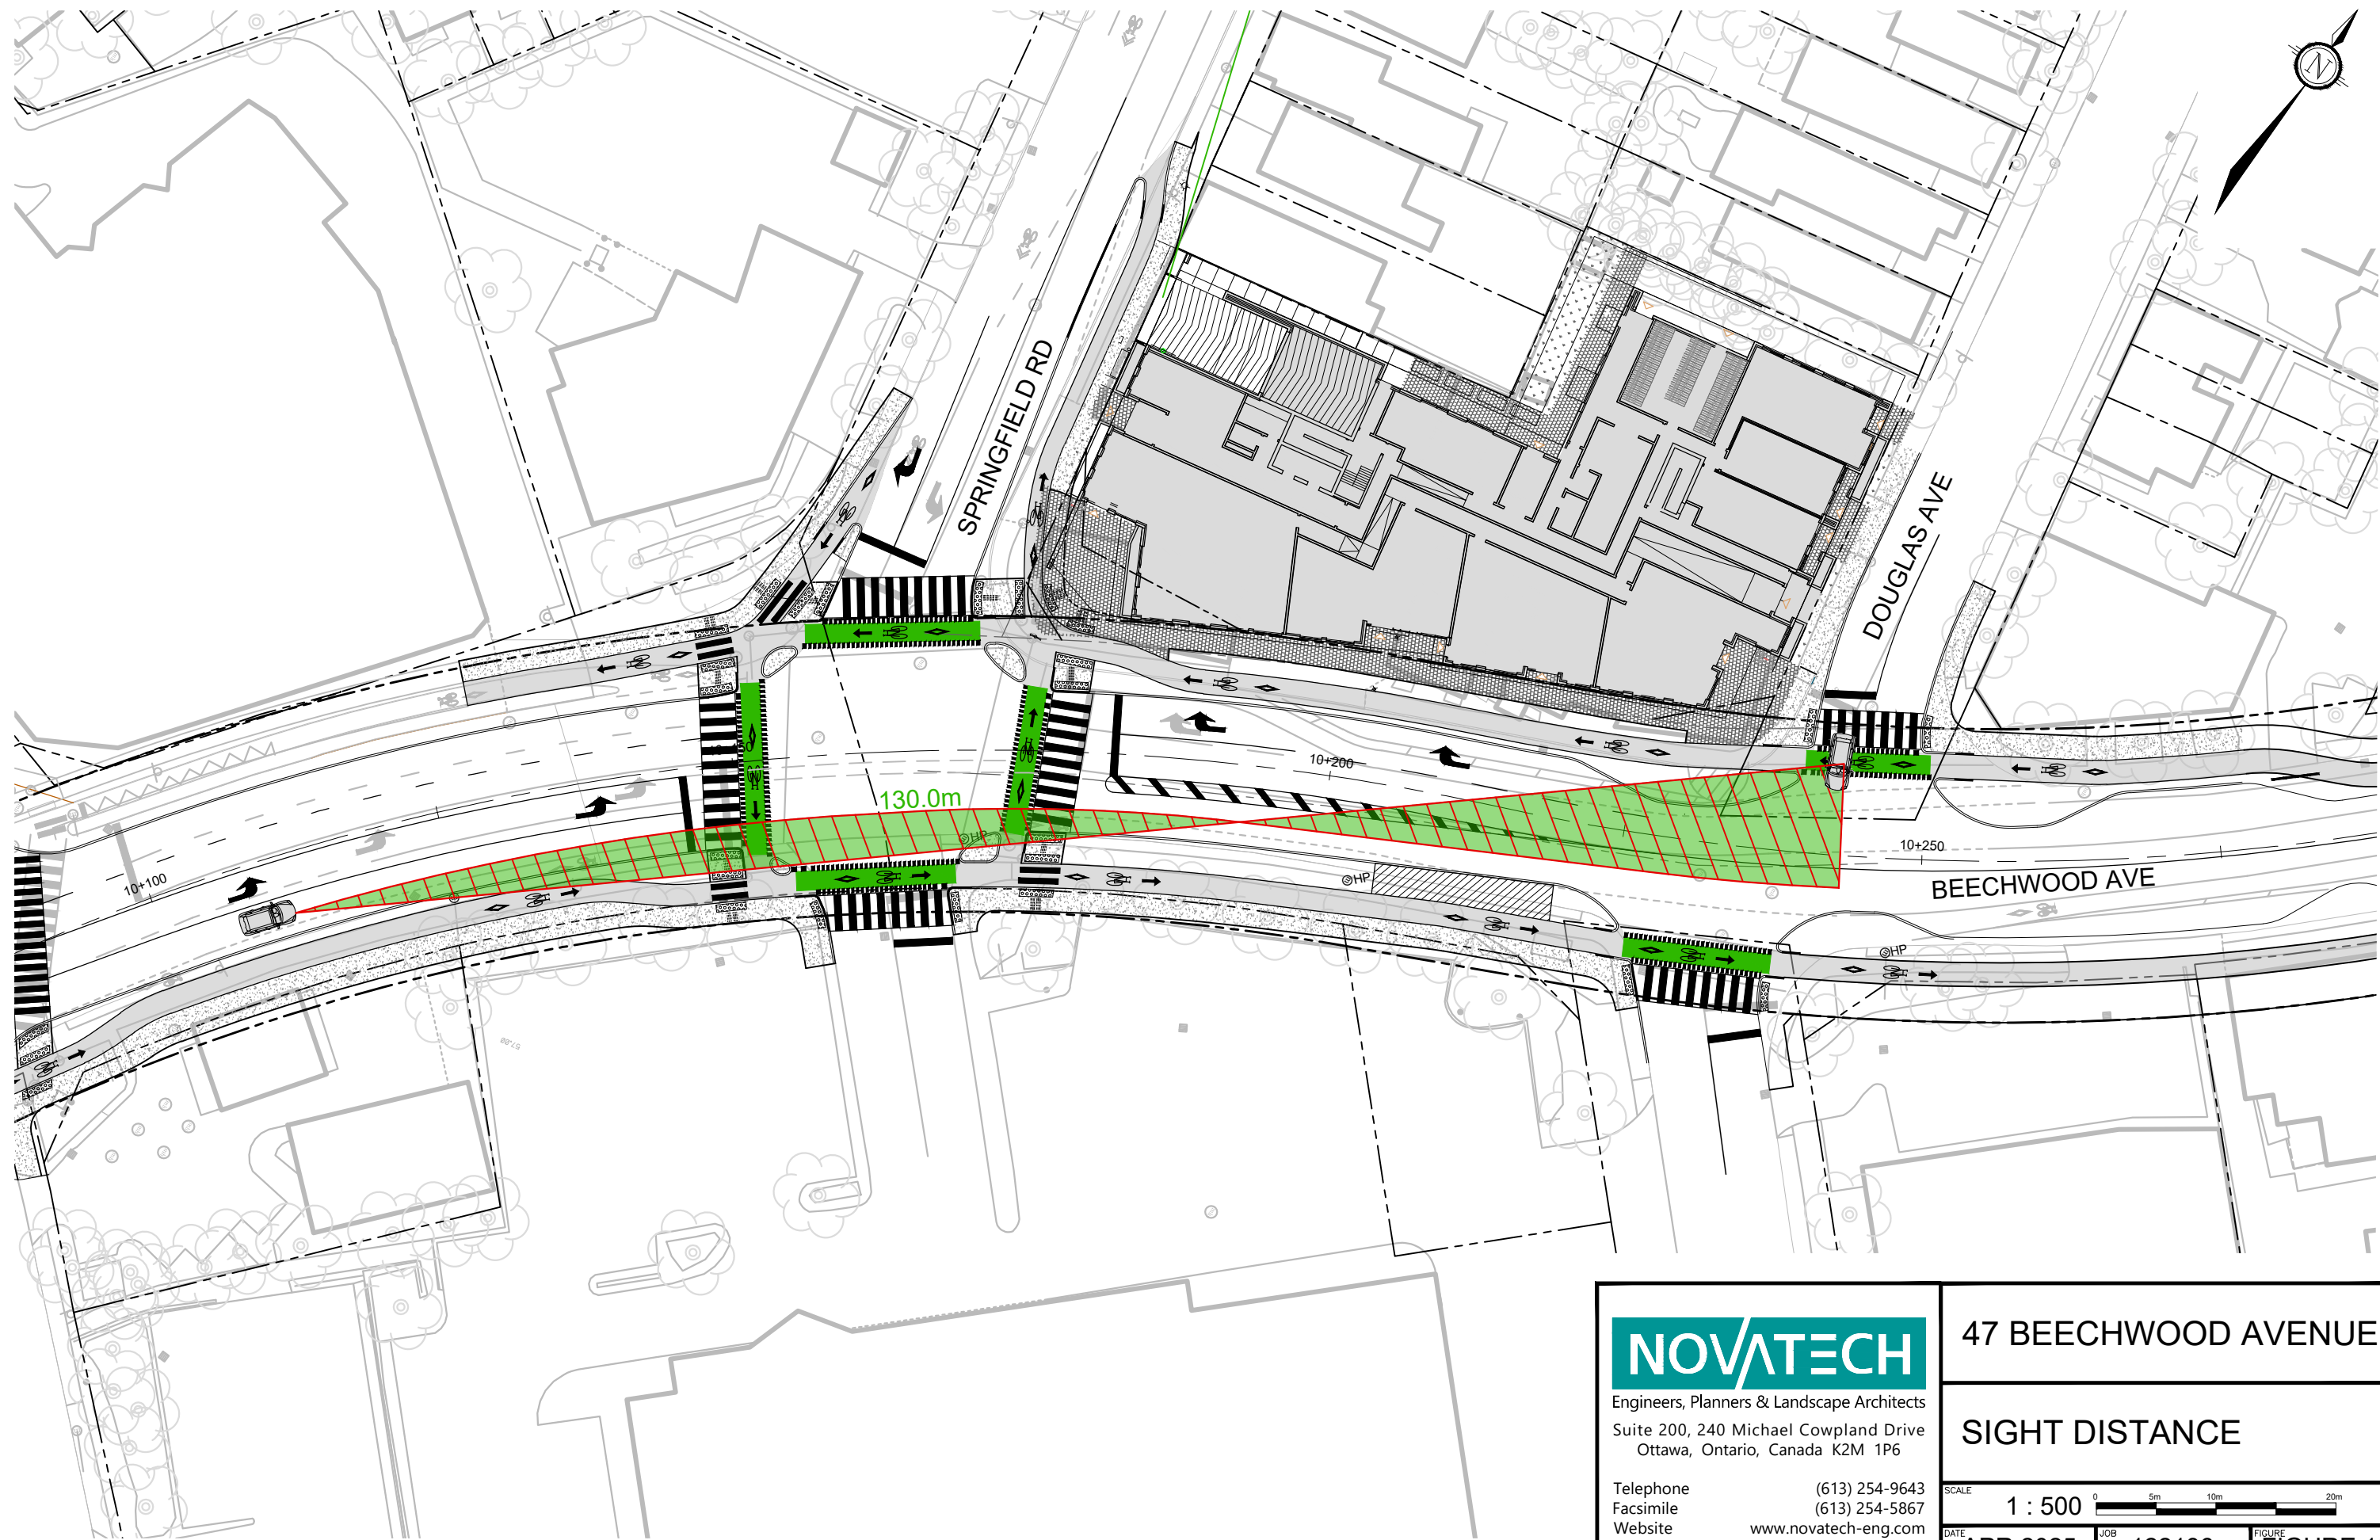 N
SPRINGFIELD RD
DOUGLAS AVE
10+200
130.0m
HP
10+250
10+100
HP
BEECHWOOD AVE
HP
57.80
NOVATECH
Engineers, Planners & Landscape Architects
Suite 200, 240 Michael Cowpland Drive
Ottawa, Ontario, Canada K2M 1P6
Telephone (613) 254-9643
Facsimile (613) 254-5867
Website www.novatech-eng.com
47 BEECHWOOD AVENUE
SIGHT DISTANCE
SCALE
1 : 500
0 5m 10m 20m
DATE
JOB
FIGURE